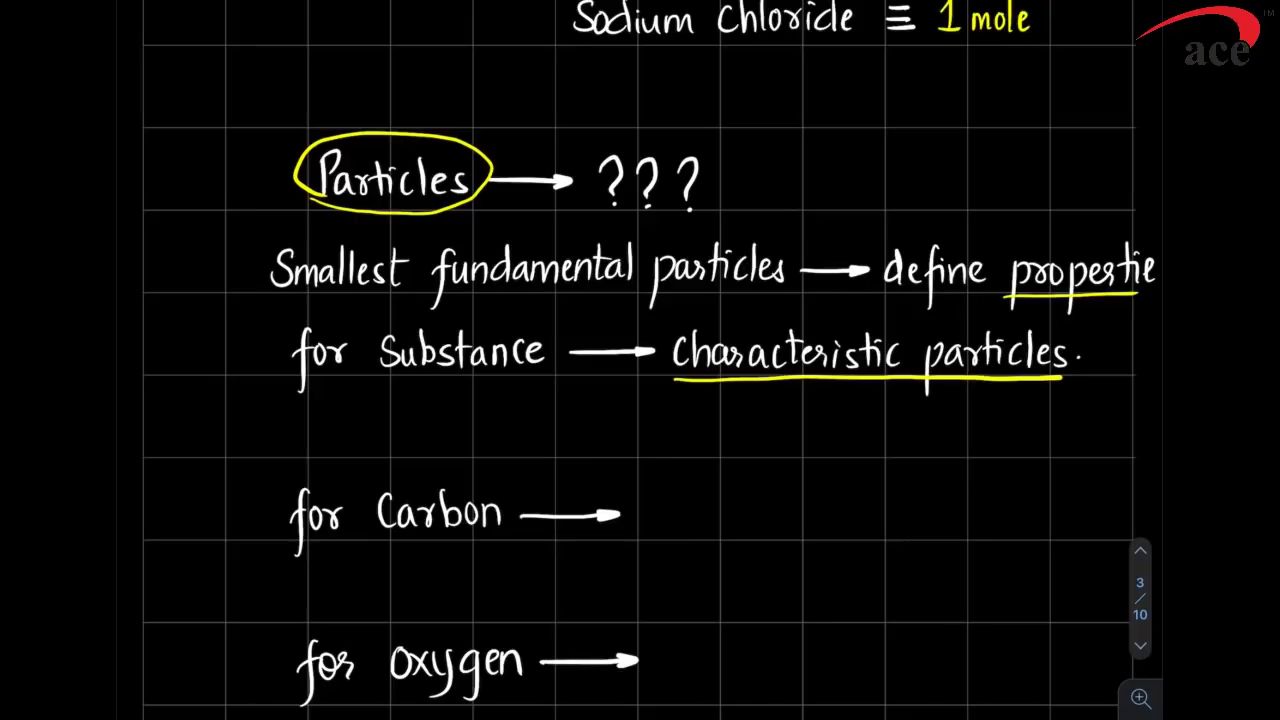 Sodium Chloride ≡ 1 mole
ace TM
Particles → ???
Smallest fundamental particles → define propertie
for Substance → Characteristic particles.
for Carbon →
3
/
10
for Oxygen →